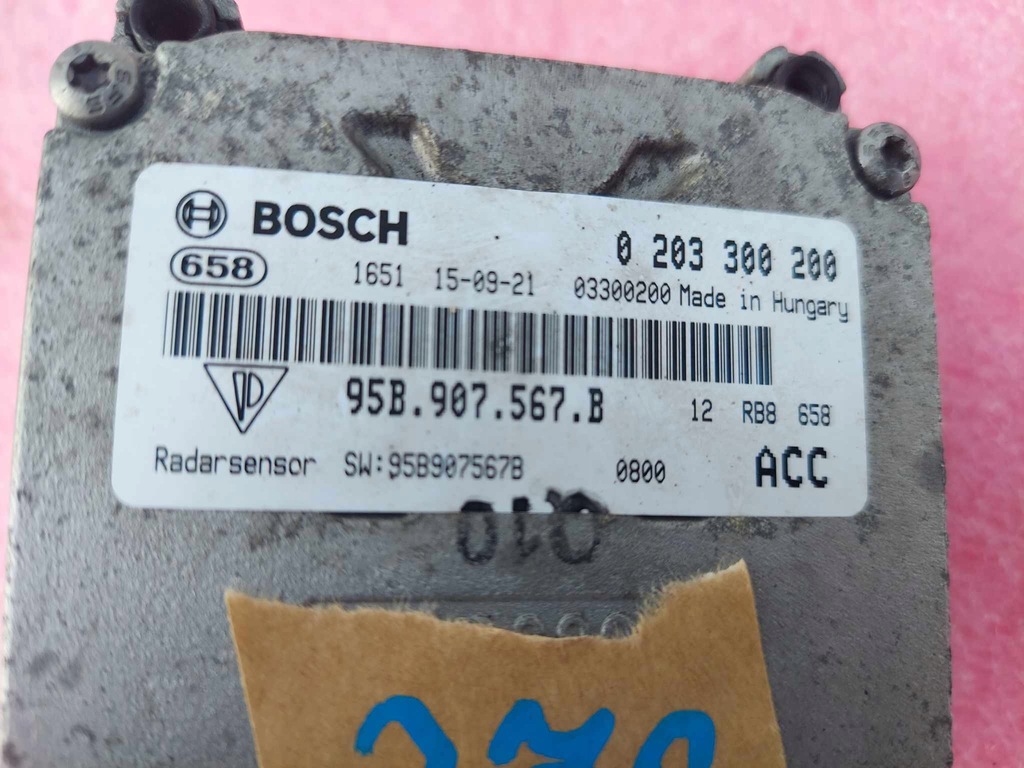 BOSCH
0 203 300 200
658
1651 15-09-21 03300200 Made in Hungary
95B.907.567.B
12 RB8 658
Radarsensor SW:95B907567B 0800 ACC
010